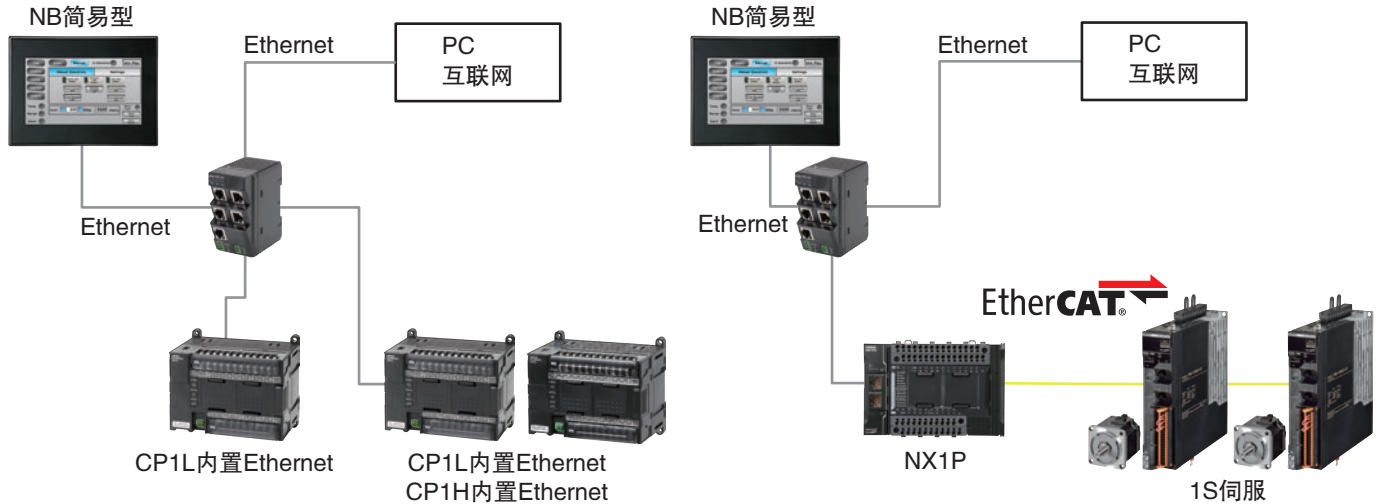 NB简易型
Ethernet
PC
互联网
Ethernet
CP1L内置Ethernet
CP1L内置Ethernet
CP1H内置Ethernet
NB简易型
Ethernet
PC
互联网
Ethernet
EtherCAT®
NX1P
1S伺服